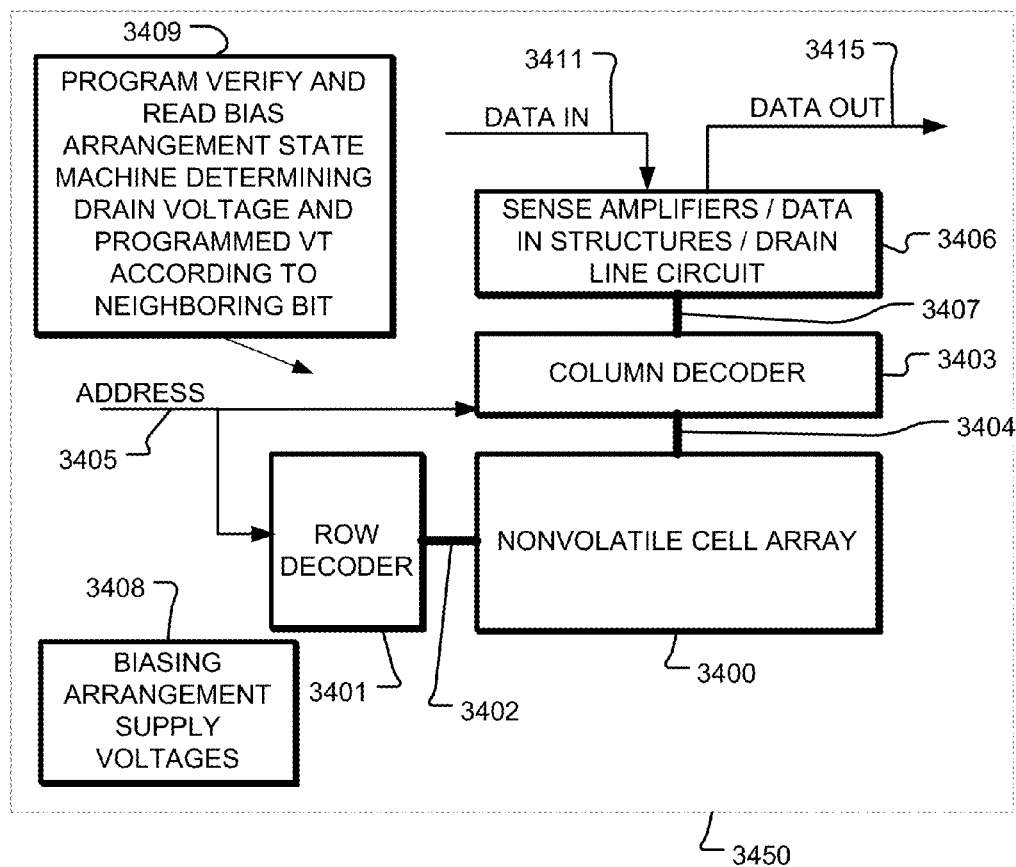 3409
PROGRAM VERIFY AND
READ BIAS
ARRANGEMENT STATE
MACHINE DETERMINING
DRAIN VOLTAGE AND
PROGRAMMED VT
ACCORDING TO
NEIGHBORING BIT
3411
3415
DATA IN
DATA OUT
SENSE AMPLIFIERS / DATA
IN STRUCTURES / DRAIN
LINE CIRCUIT
3406
3407
COLUMN DECODER
3403
ADDRESS
3404
3405
ROW
DECODER
NONVOLATILE CELL ARRAY
3408
BIASING
ARRANGEMENT
SUPPLY
VOLTAGES
3401
3402
3400
3450